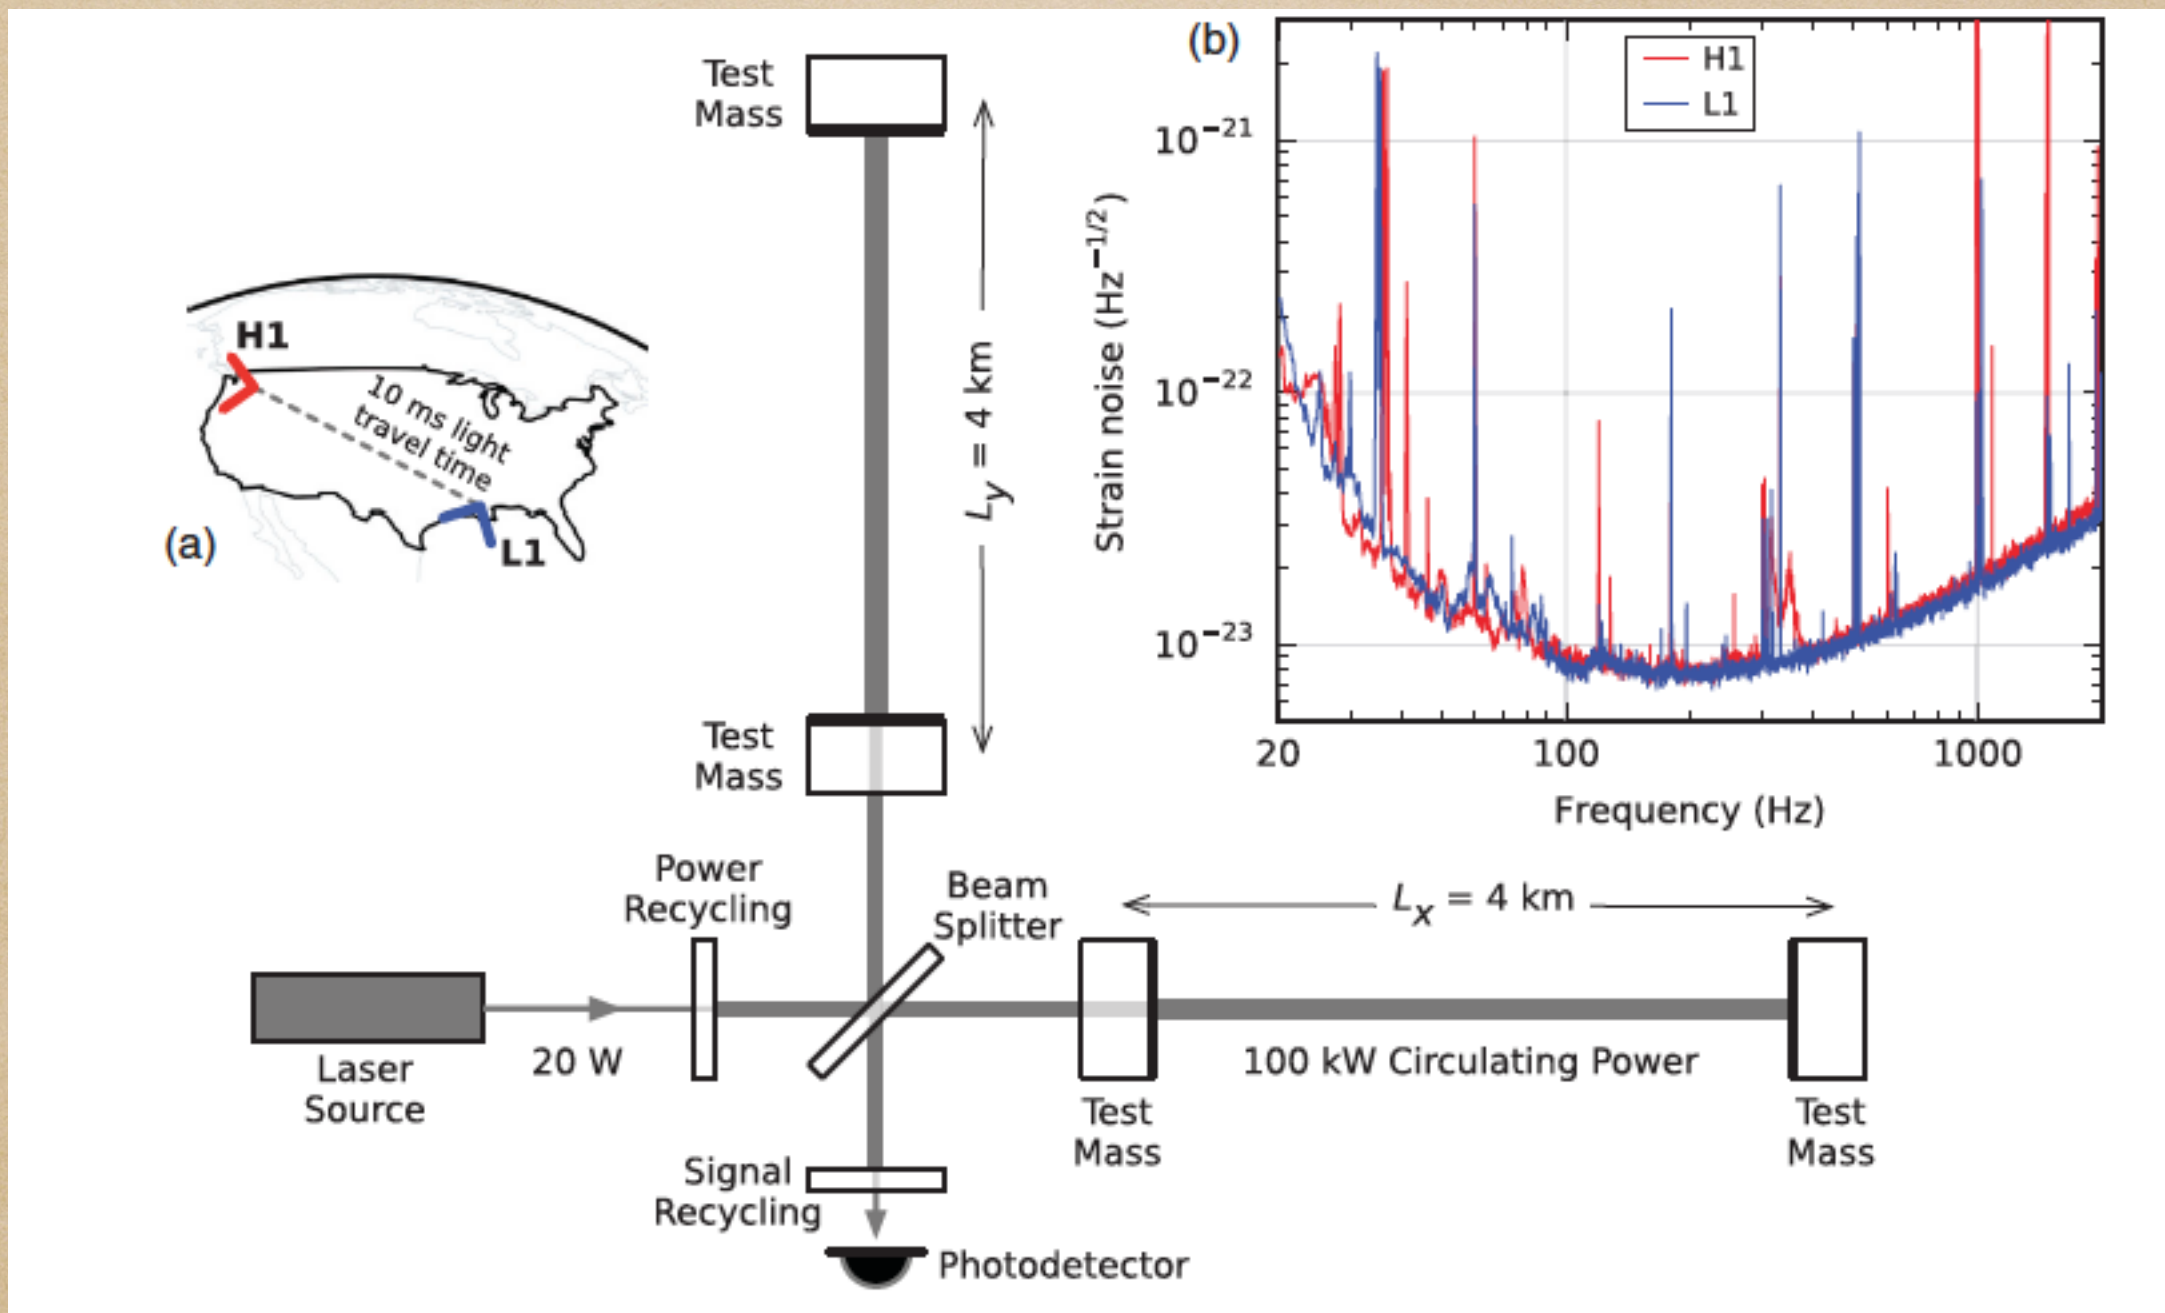 (a)
H1
10 ms light
travel time
L1
Test
Mass
L_y = 4 km
Test
Mass
Power
Recycling
Beam
Splitter
Laser
Source
20 W
L_x = 4 km
100 kW Circulating Power
Test
Mass
Test
Mass
Signal
Recycling
Photodetector
(b)
H1
L1
Strain noise (Hz^−1/2)
10^−21
10^−22
10^−23
20
100
1000
Frequency (Hz)